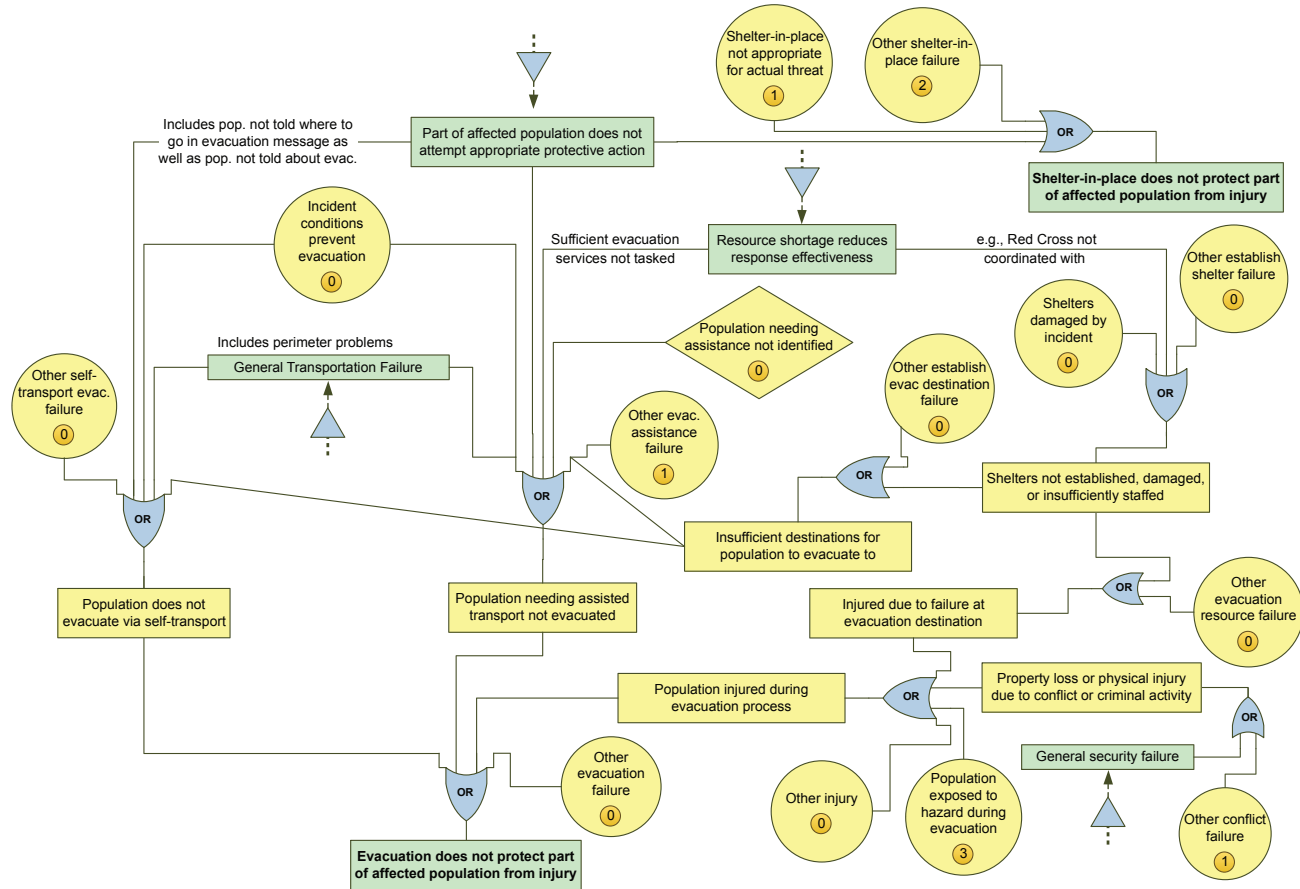 Shelter-in-place
not appropriate
for actual threat
1
Other shelter-in-
place failure
2
Includes pop. not told where to
go in evacuation message as
well as pop. not told about evac.
Part of affected population does not
attempt appropriate protective action
OR
Shelter-in-place does not protect part
of affected population from injury
Incident
conditions
prevent
evacuation
0
Sufficient evacuation
services not tasked
Resource shortage reduces
response effectiveness
e.g., Red Cross not
coordinated with
Other establish
shelter failure
0
Shelters
damaged by
incident
0
Includes perimeter problems
General Transportation Failure
Population needing
assistance not identified
0
Other self-
transport evac.
failure
0
Other establish
evac destination
failure
0
OR
Other evac.
assistance
failure
1
OR
OR
OR
Shelters not established, damaged,
or insufficiently staffed
Insufficient destinations for
population to evacuate to
Population does not
evacuate via self-transport
Population needing assisted
transport not evacuated
Injured due to failure at
evacuation destination
OR
Other
evacuation
resource failure
0
Population injured during
evacuation process
OR
Property loss or physical injury
due to conflict or criminal activity
OR
General security failure
Other
evacuation
failure
0
OR
Other injury
0
Population
exposed to
hazard during
evacuation
3
Other conflict
failure
1
Evacuation does not protect part
of affected population from injury